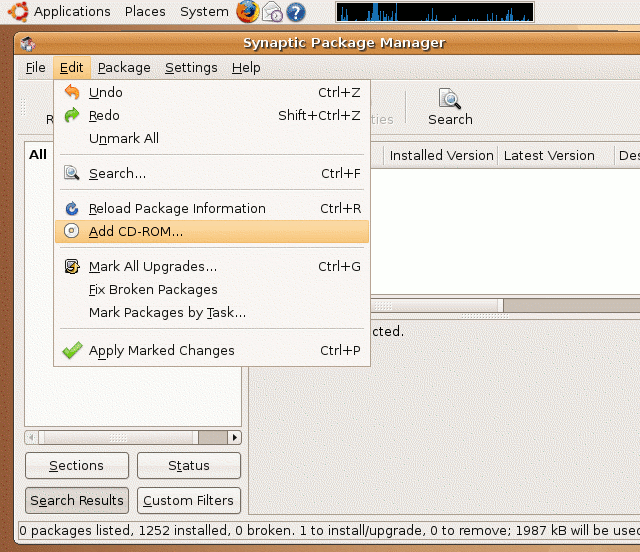 Applications Places System
Synaptic Package Manager
File Edit Package Settings Help
Undo Ctrl+Z
Redo Shift+Ctrl+Z
Unmark All
Search... Ctrl+F
Reload Package Information Ctrl+R
Add CD-ROM...
Mark All Upgrades... Ctrl+G
Fix Broken Packages
Mark Packages by Task...
Apply Marked Changes Ctrl+P
R ties Search
All Installed Version Latest Version Des
cted.
Sections Status
Search Results Custom Filters
0 packages listed, 1252 installed, 0 broken. 1 to install/upgrade, 0 to remove; 1987 kB will be used